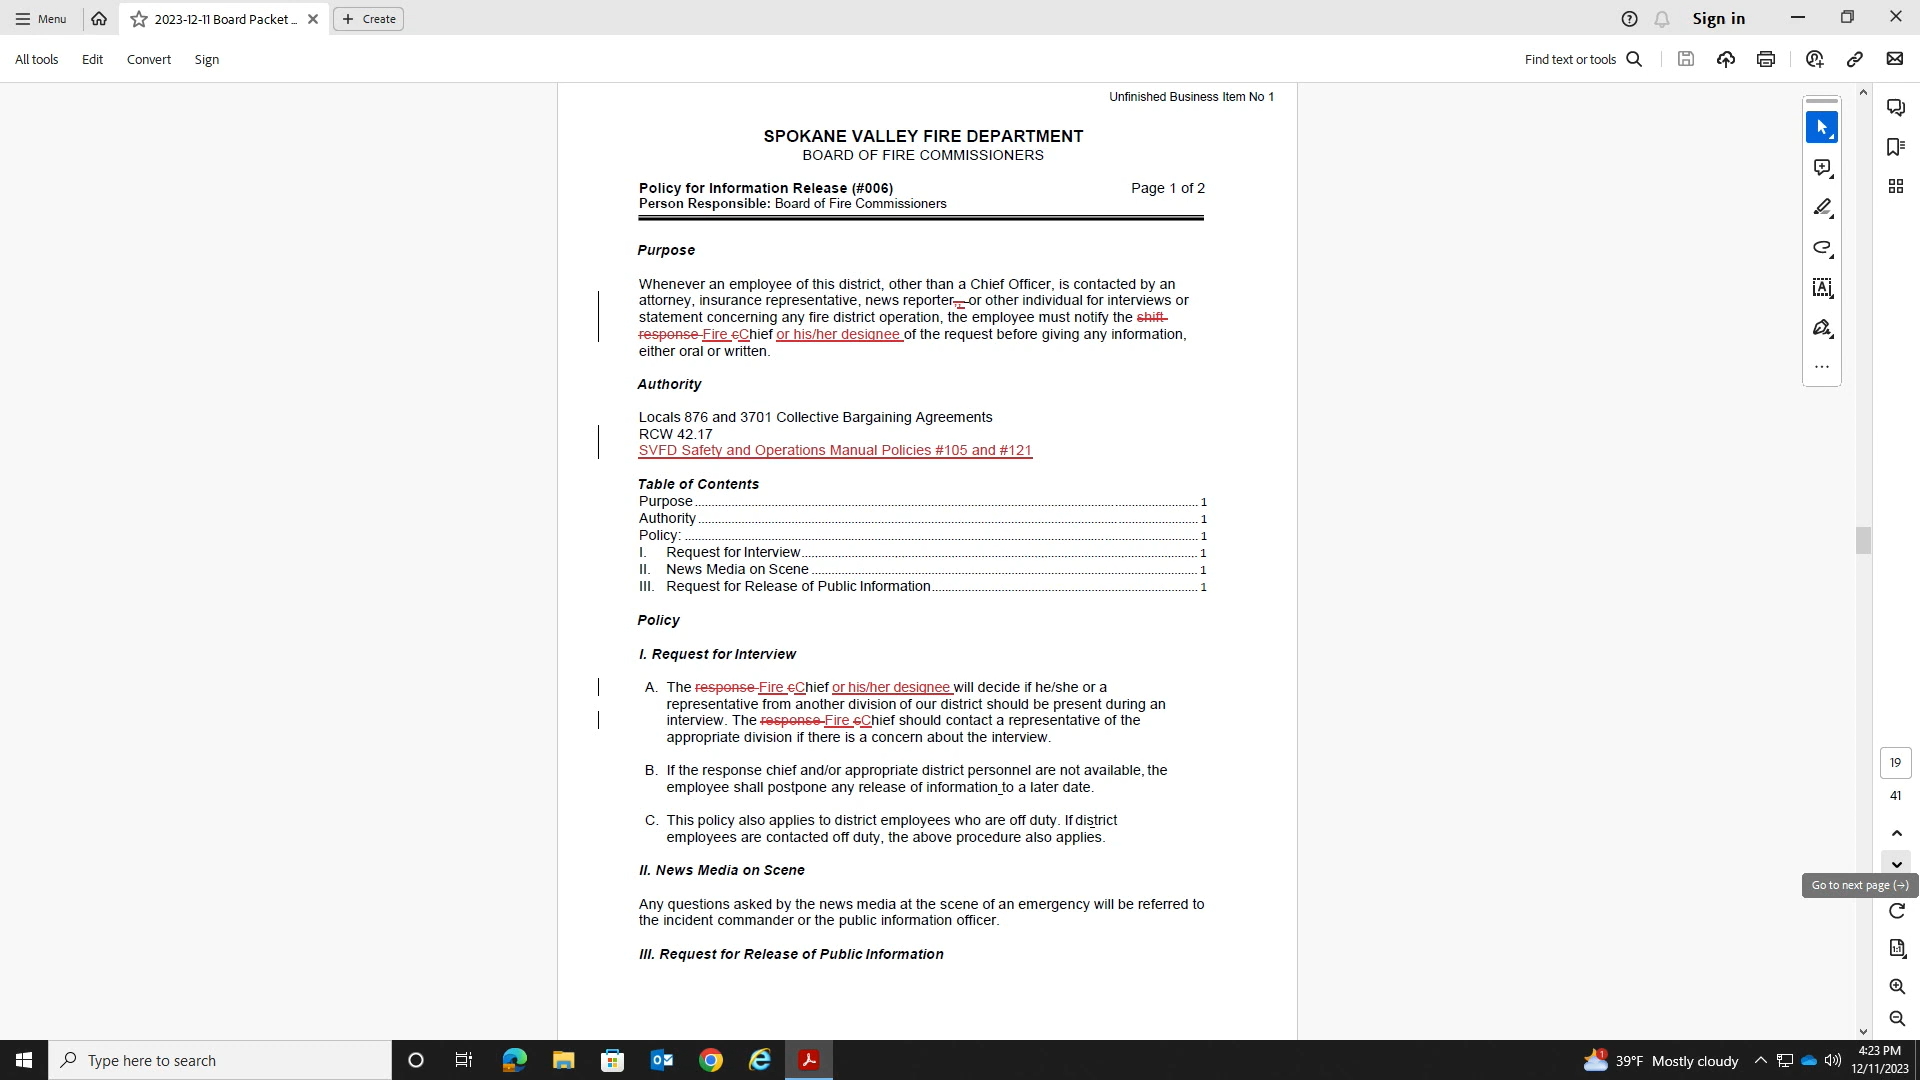 Menu
2023-12-11 Board Packet ...
Create
Sign in
All tools
Edit
Convert
Sign
Find text or tools
Unfinished Business Item No 1
SPOKANE VALLEY FIRE DEPARTMENT
BOARD OF FIRE COMMISSIONERS
Policy for Information Release (#006) Page 1 of 2
Person Responsible: Board of Fire Commissioners
Purpose
Whenever an employee of this district, other than a Chief Officer, is contacted by an
attorney, insurance representative, news reporter, or other individual for interviews or
statement concerning any fire district operation, the employee must notify the shift
response Fire cChief or his/her designee of the request before giving any information,
either oral or written.
Authority
Locals 876 and 3701 Collective Bargaining Agreements
RCW 42.17
SVFD Safety and Operations Manual Policies #105 and #121
Table of Contents
Purpose 1
Authority 1
Policy: 1
I. Request for Interview 1
II. News Media on Scene 1
III. Request for Release of Public Information 1
Policy
I. Request for Interview
A. The response Fire cChief or his/her designee will decide if he/she or a
representative from another division of our district should be present during an
interview. The response Fire cChief should contact a representative of the
appropriate division if there is a concern about the interview.
B. If the response chief and/or appropriate district personnel are not available, the
employee shall postpone any release of information to a later date.
C. This policy also applies to district employees who are off duty. If district
employees are contacted off duty, the above procedure also applies.
II. News Media on Scene
Any questions asked by the news media at the scene of an emergency will be referred to
the incident commander or the public information officer.
III. Request for Release of Public Information
19
41
Go to next page (→)
Type here to search
1
39°F Mostly cloudy
4:23 PM
12/11/2023